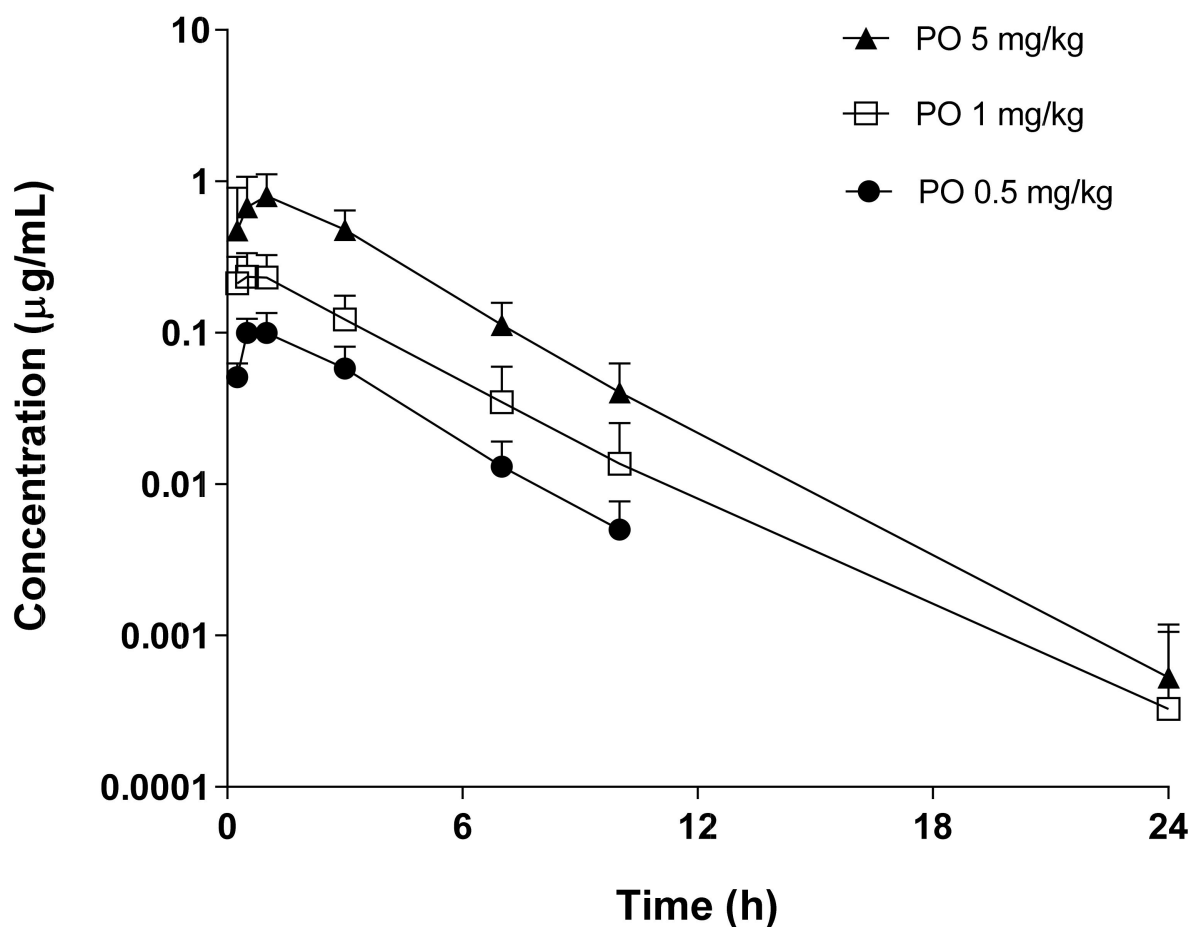 10
1
0.1
0.01
0.001
0.0001
Concentration (μg/mL)
0 6 12 18 24
Time (h)
PO 5 mg/kg
PO 1 mg/kg
PO 0.5 mg/kg